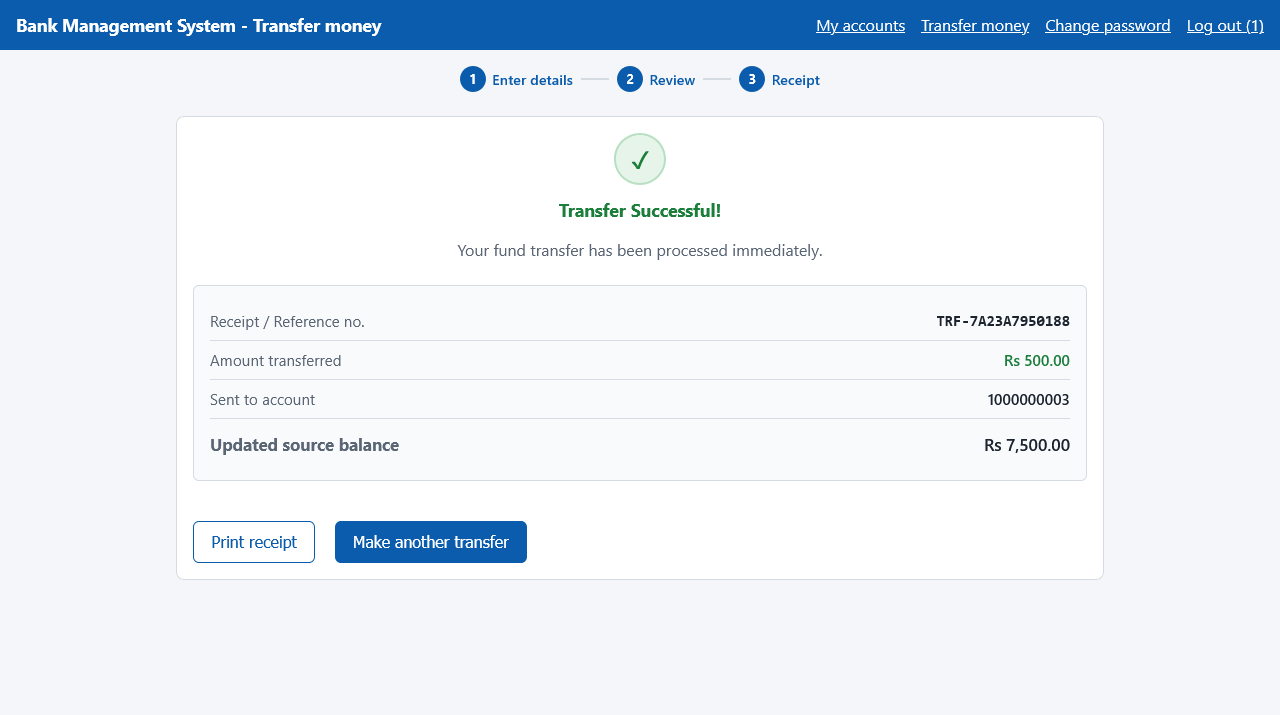 Bank Management System - Transfer money
My accounts Transfer money Change password Log out (1)
1 Enter details 2 Review 3 Receipt
✓
Transfer Successful!
Your fund transfer has been processed immediately.
Receipt / Reference no. TRF-7A23A7950188
Amount transferred Rs 500.00
Sent to account 1000000003
Updated source balance Rs 7,500.00
Print receipt Make another transfer